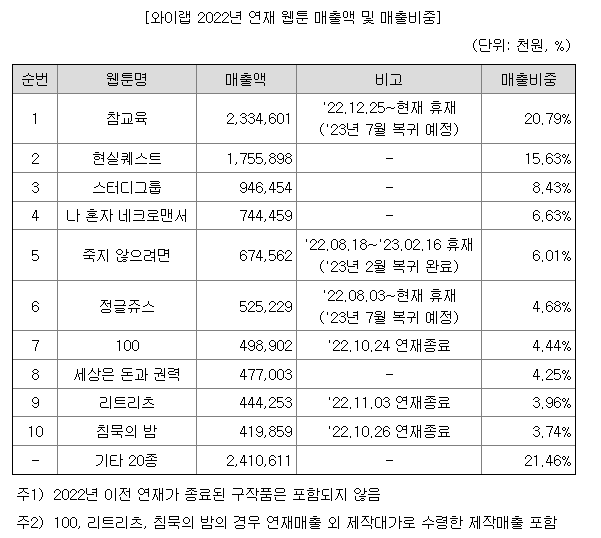 [와이랩 2022년 연재 웹툰 매출액 및 매출비중]
(단위: 천원, %)
순번 웹툰명 매출액 비고 매출비중
1 참교육 2,334,601 '22.12.25~현재 휴재 20.79%
('23년 7월 복귀 예정)
2 현실퀘스트 1,755,898 - 15.63%
3 스터디그룹 946,454 - 8.43%
4 나 혼자 네크로맨서 744,459 - 6.63%
5 죽지 않으려면 674,562 '22.08.18~'23.02.16 휴재 6.01%
('23년 2월 복귀 완료)
6 정글쥬스 525,229 '22.08.03~현재 휴재 4.68%
('23년 7월 복귀 예정)
7 100 498,902 '22.10.24 연재종료 4.44%
8 세상은 돈과 권력 477,003 - 4.25%
9 리트리츠 444,253 '22.11.03 연재종료 3.96%
10 침묵의 밤 419,859 '22.10.26 연재종료 3.74%
- 기타 20종 2,410,611 21.46%
주1) 2022년 이전 연재가 종료된 구작품은 포함되지 않음
주2) 100, 리트리츠, 침묵의 밤의 경우 연재매출 외 제작대가로 수령한 제작매출 포함